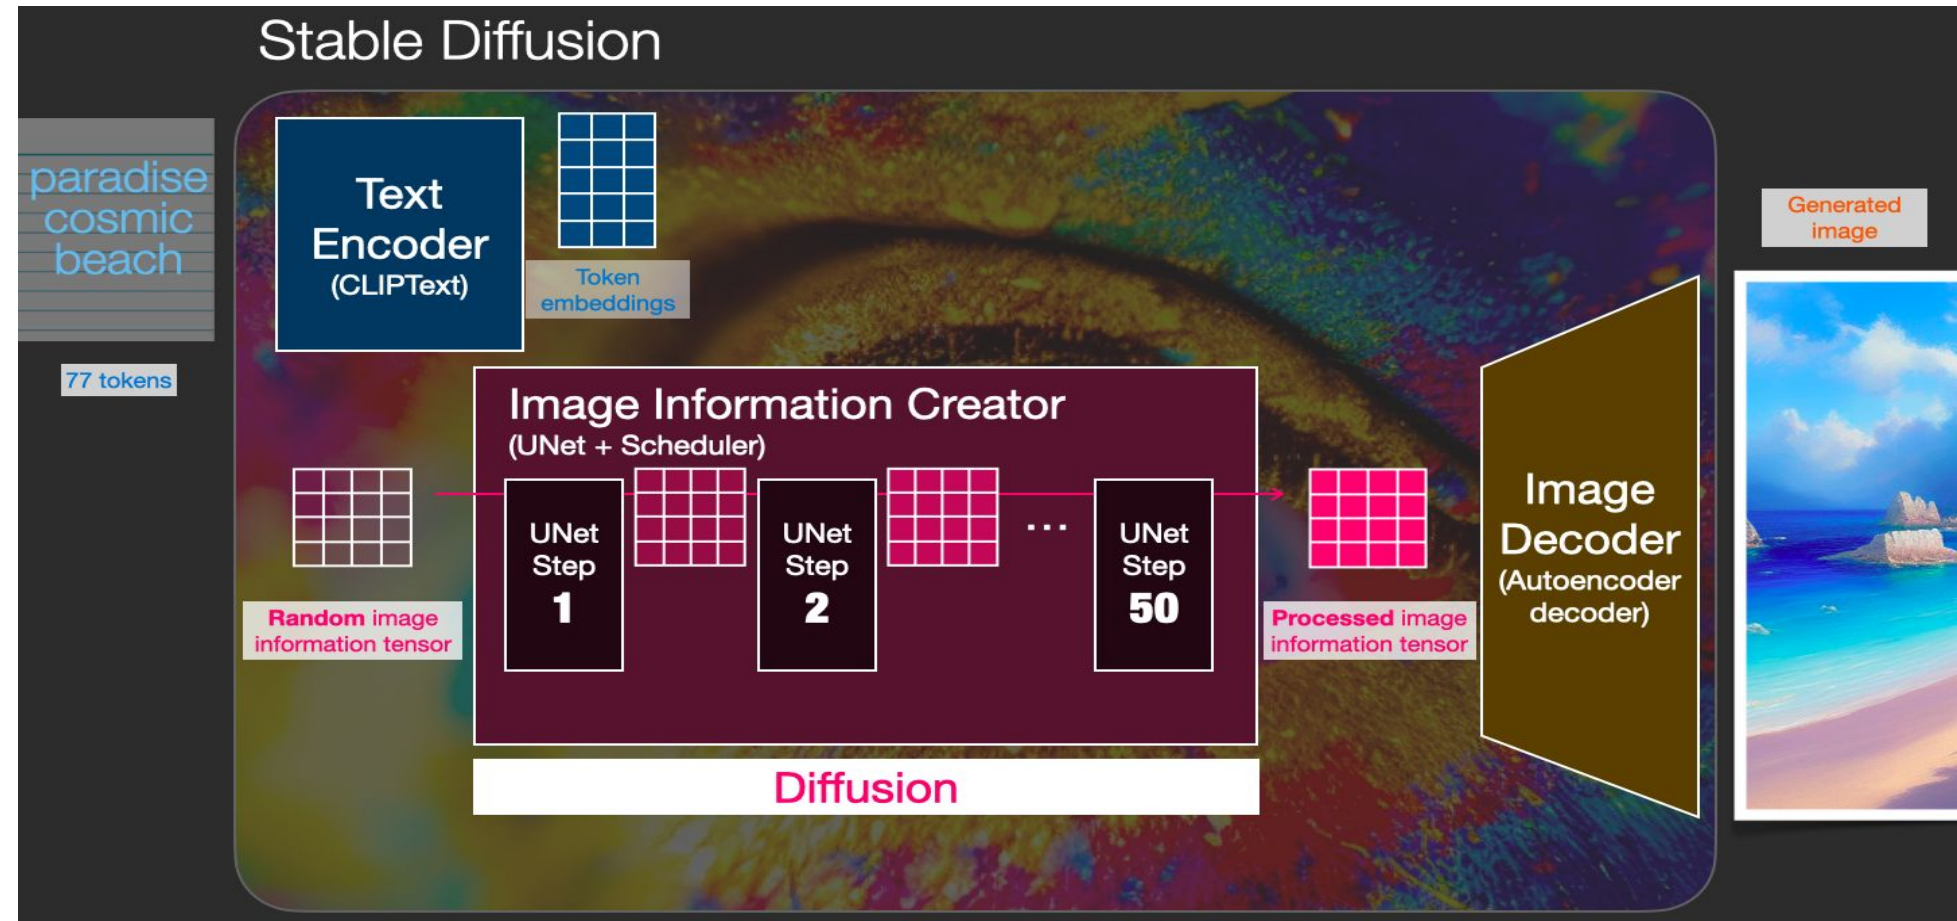 Stable Diffusion
paradise
cosmic
beach
77 tokens
Text
Encoder
(CLIPText)
Token
embeddings
Image Information Creator
(UNet + Scheduler)
Random image
information tensor
UNet
Step
1
UNet
Step
2
...
UNet
Step
50
Processed image
information tensor
Diffusion
Image
Decoder
(Autoencoder
decoder)
Generated
image